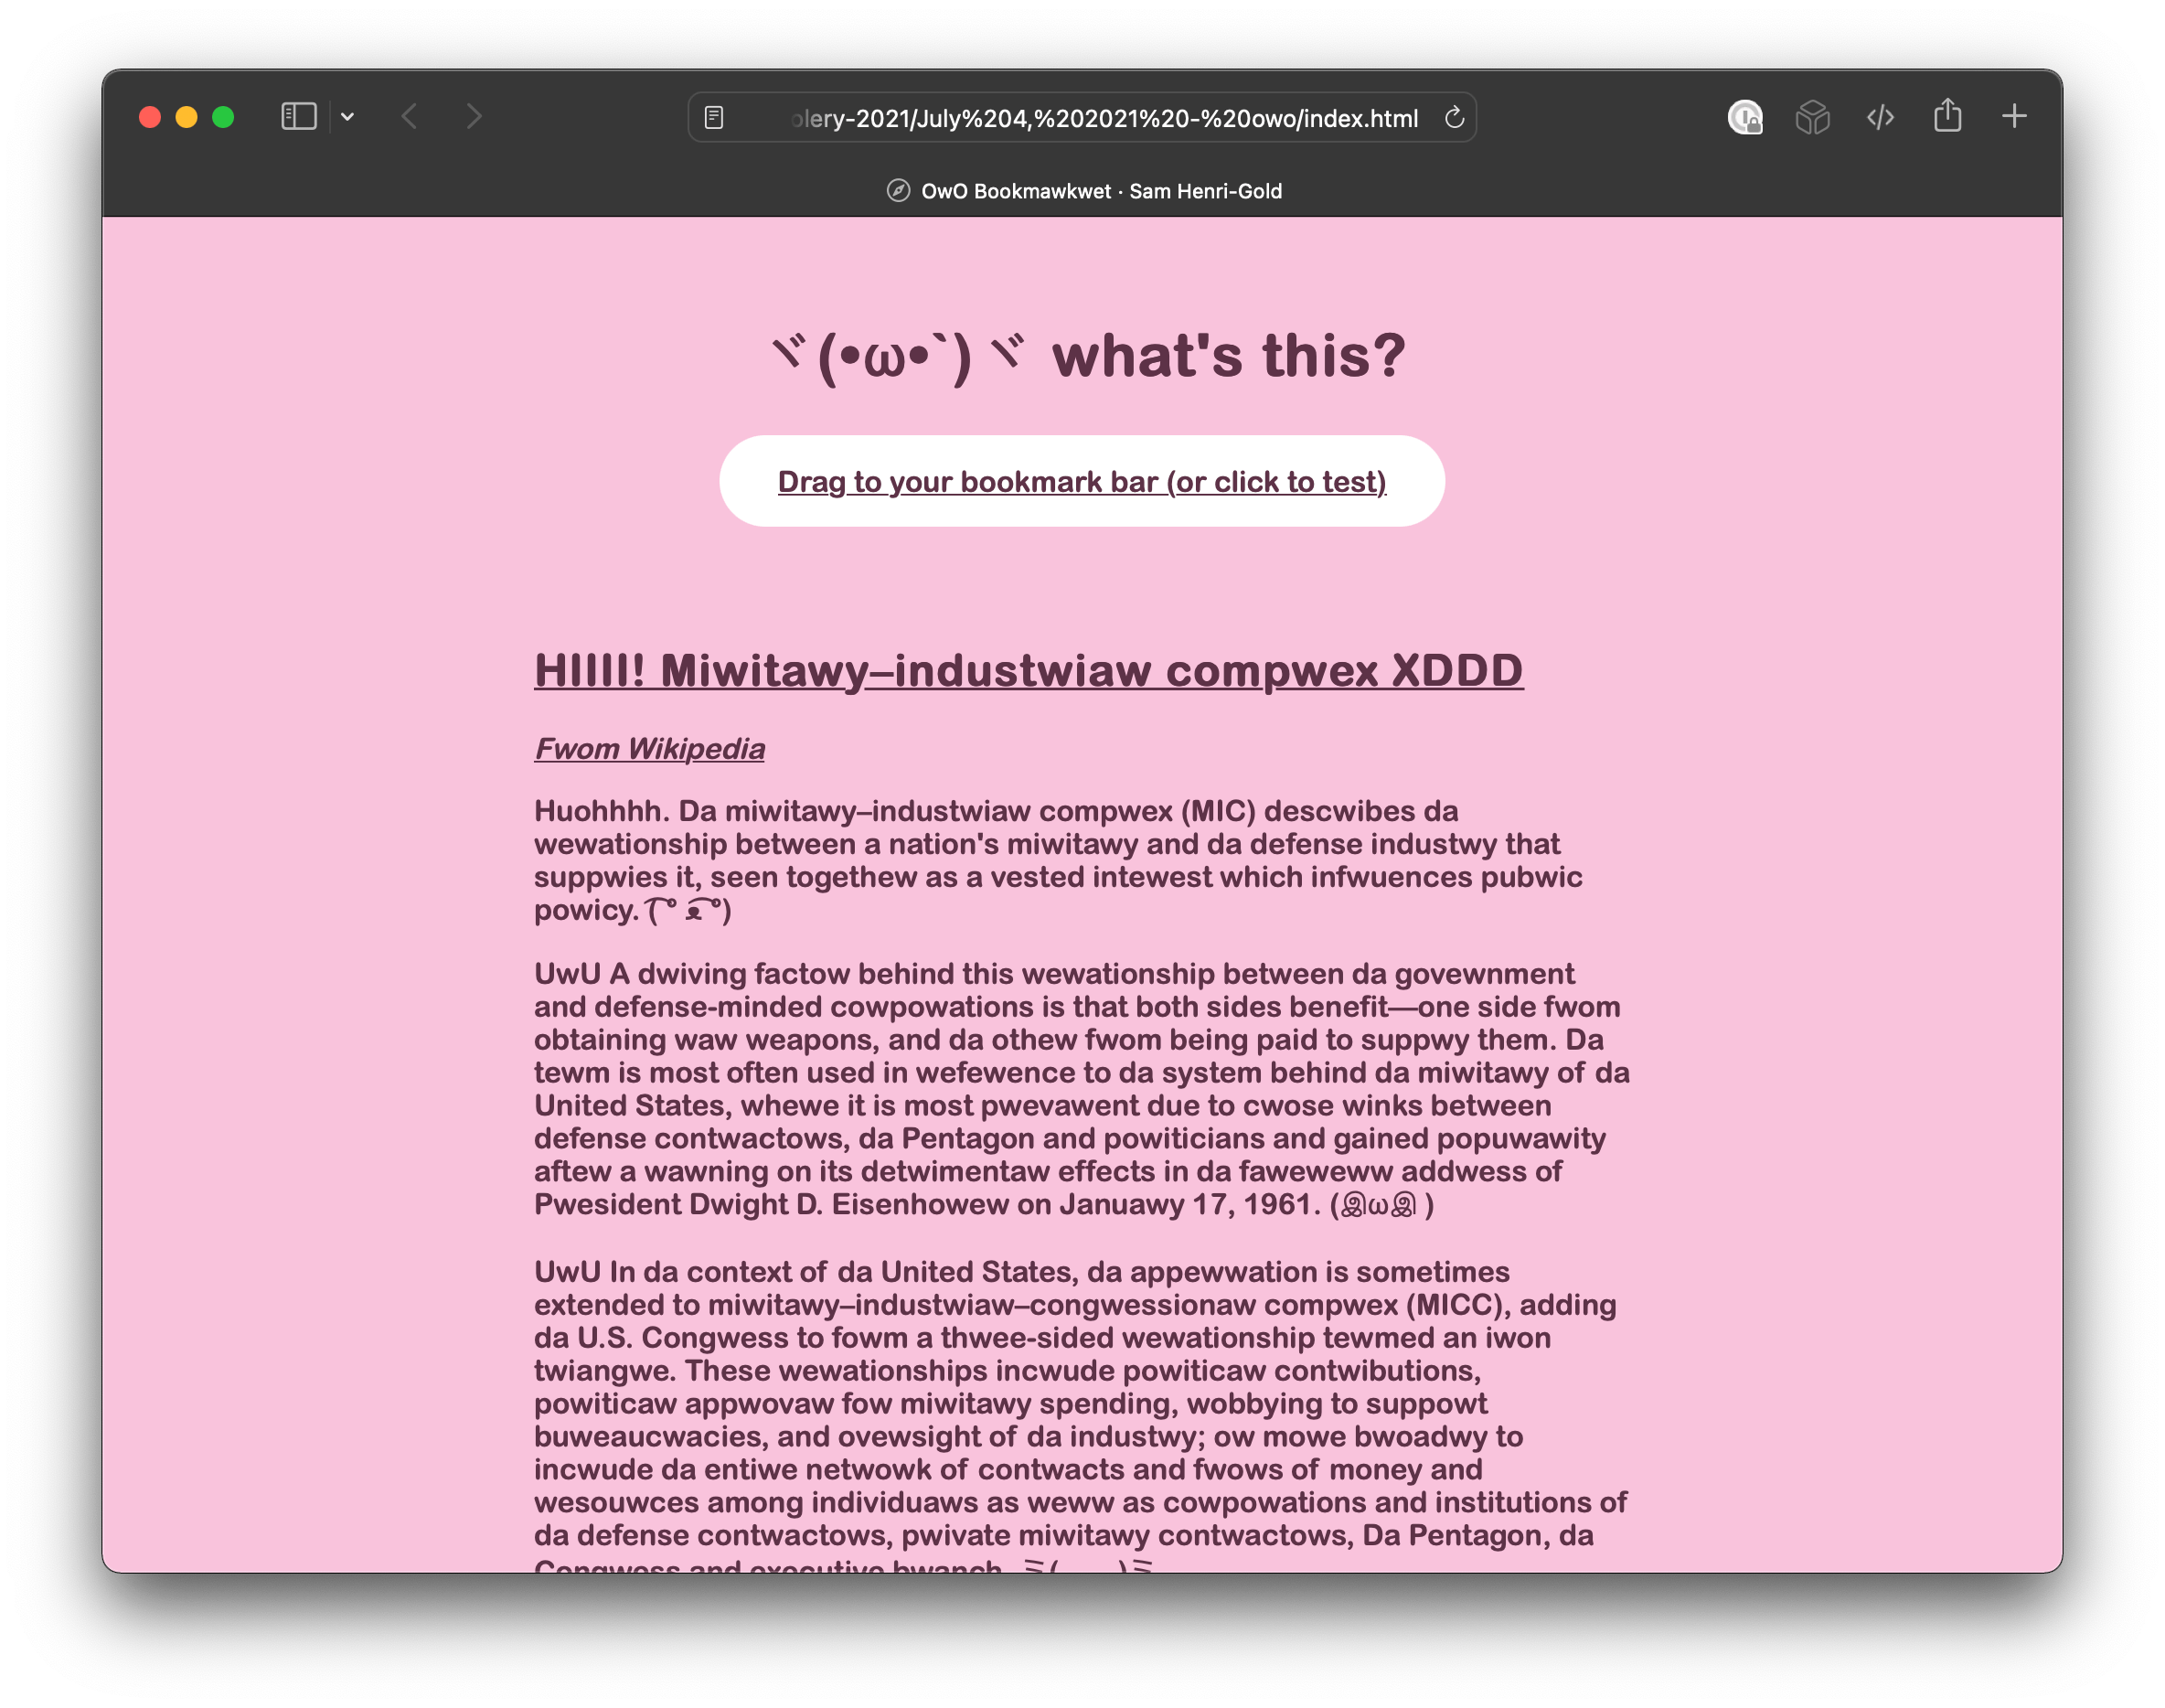 olery-2021/July%204,%202021%20-%20owo/index.html
OwO Bookmawkwet · Sam Henri-Gold
ヾ(•ω•`)ヾ what's this?
Drag to your bookmark bar (or click to test)
HIIII! Miwitawy–industwiaw compwex XDDD
Fwom Wikipedia
Huohhhh. Da miwitawy–industwiaw compwex (MIC) descwibes da
wewationship between a nation's miwitawy and da defense industwy that
suppwies it, seen togethew as a vested intewest which infwuences pubwic
powicy. ( ͡° ᴥ ͡°)
UwU A dwiving factow behind this wewationship between da govewnment
and defense-minded cowpowations is that both sides benefit—one side fwom
obtaining waw weapons, and da othew fwom being paid to suppwy them. Da
tewm is most often used in wefewence to da system behind da miwitawy of da
United States, whewe it is most pwevawent due to cwose winks between
defense contwactows, da Pentagon and powiticians and gained popuwawity
aftew a wawning on its detwimentaw effects in da faweweww addwess of
Pwesident Dwight D. Eisenhowew on Januawy 17, 1961. (இωஇ )
UwU In da context of da United States, da appewwation is sometimes
extended to miwitawy–industwiaw–congwessionaw compwex (MICC), adding
da U.S. Congwess to fowm a thwee-sided wewationship tewmed an iwon
twiangwe. These wewationships incwude powiticaw contwibutions,
powiticaw appwovaw fow miwitawy spending, wobbying to suppowt
buweaucwacies, and ovewsight of da industwy; ow mowe bwoadwy to
incwude da entiwe netwowk of contwacts and fwows of money and
wesouwces among individuaws as weww as cowpowations and institutions of
da defense contwactows, pwivate miwitawy contwactows, Da Pentagon, da
Congwess and executive bwanch.